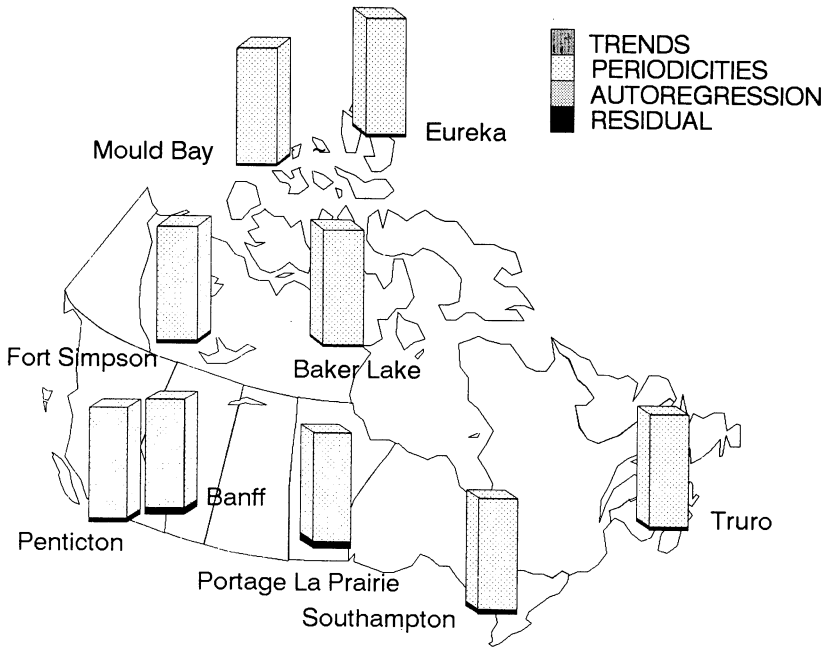 TRENDS
PERIODICITIES
AUTOREGRESSION
RESIDUAL
Eureka
Mould Bay
Fort Simpson
Baker Lake
Banff
Penticton
Truro
Portage La Prairie
Southampton